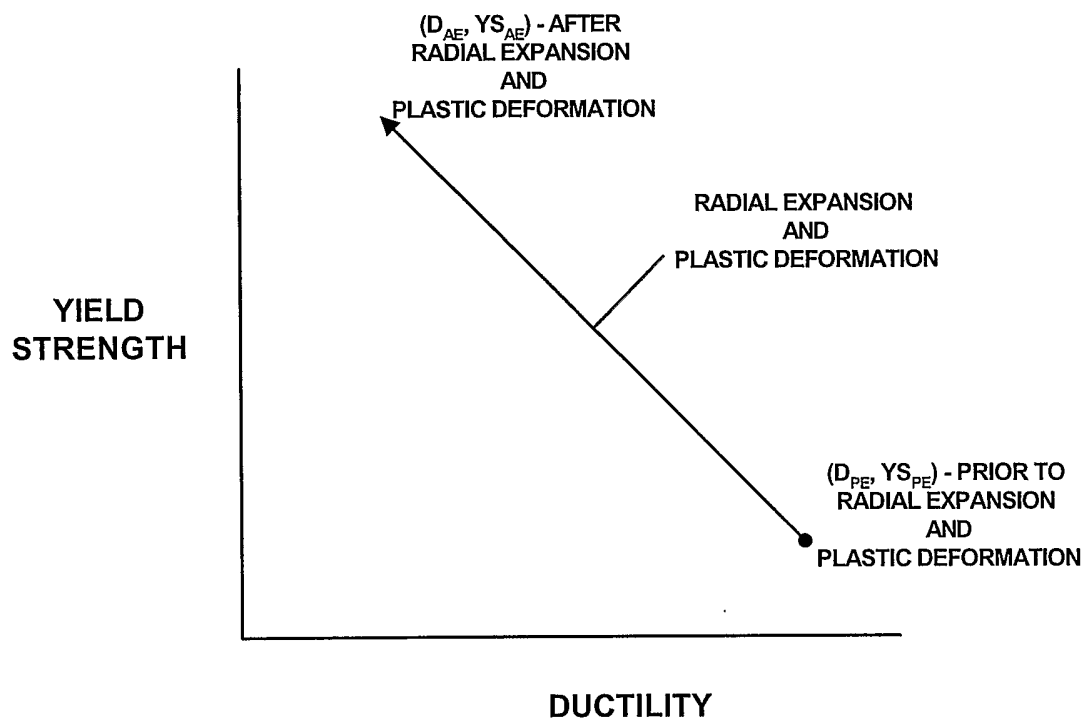 (D_AE, YS_AE) - AFTER
RADIAL EXPANSION
AND
PLASTIC DEFORMATION
RADIAL EXPANSION
AND
PLASTIC DEFORMATION
YIELD
STRENGTH
(D_PE, YS_PE) - PRIOR TO
RADIAL EXPANSION
AND
PLASTIC DEFORMATION
DUCTILITY